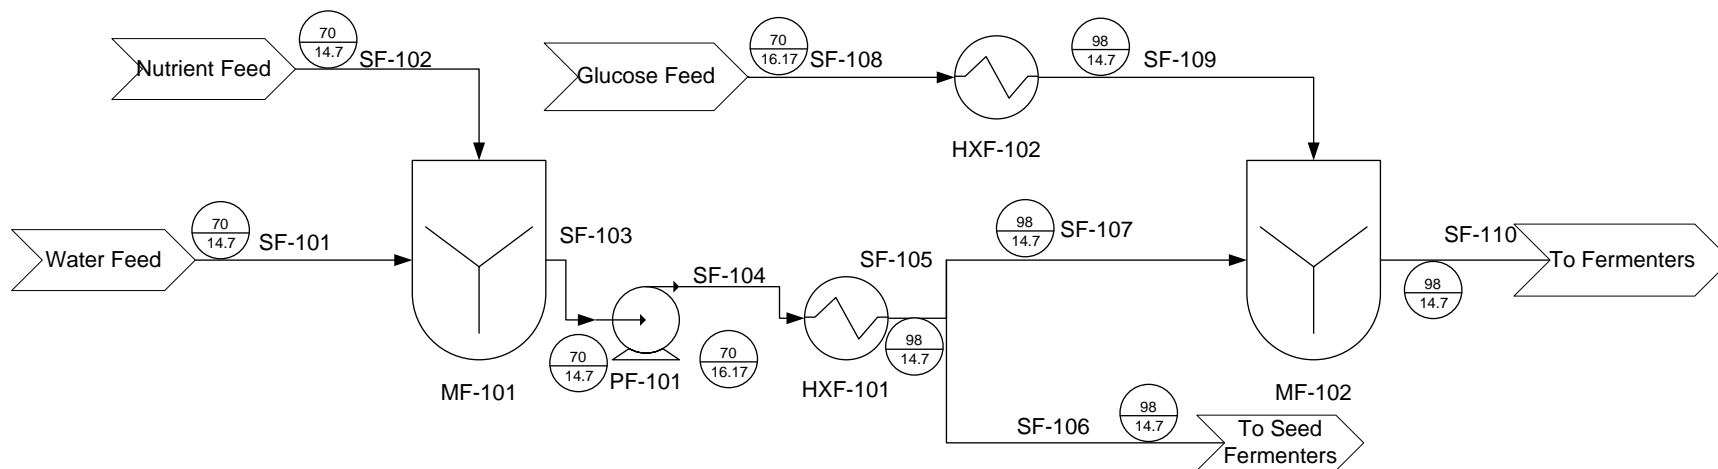 70
14.7
SF-102
Nutrient Feed
70
16.17
SF-108
Glucose Feed
98
14.7
SF-109
HXF-102
70
14.7
SF-101
Water Feed
SF-103
SF-104
SF-105
98
14.7
SF-107
SF-110
To Fermenters
98
14.7
70
14.7
PF-101
70
16.17
98
14.7
HXF-101
MF-101
MF-102
SF-106
98
14.7
To Seed
Fermenters